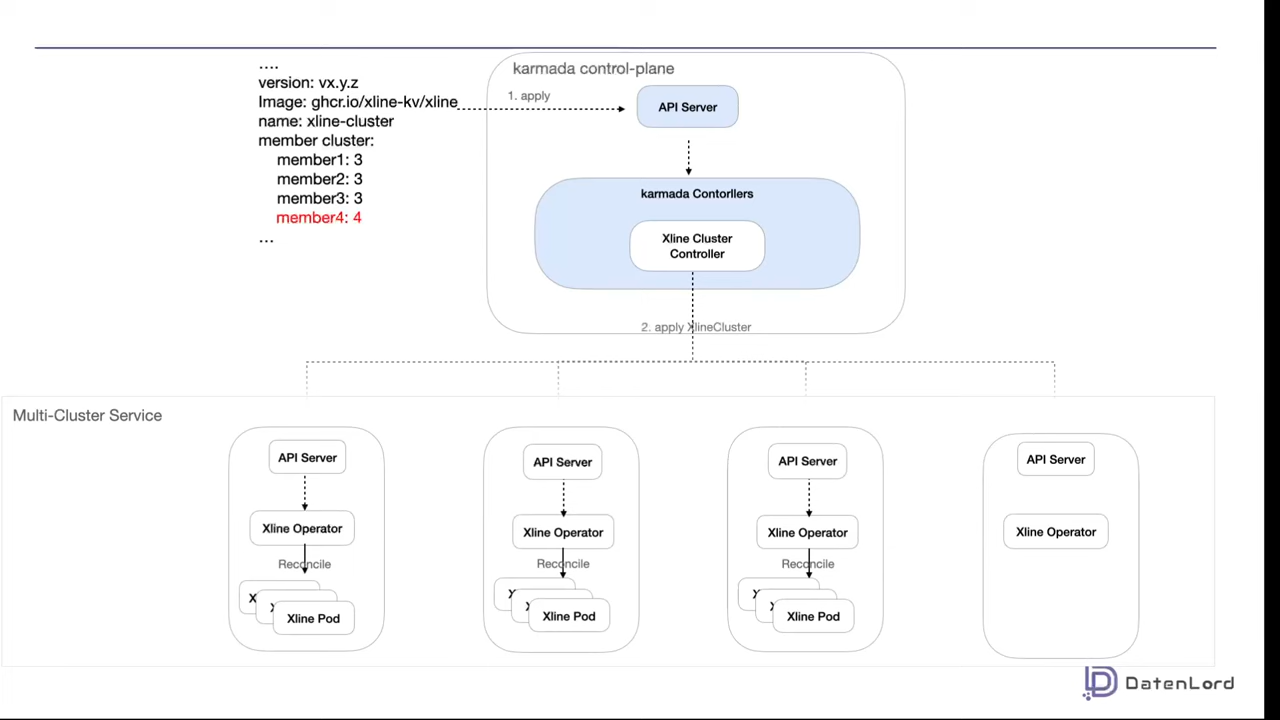 ....
version: vx.y.z
Image: ghcr.io/xline-kv/xline
name: xline-cluster
member cluster:
member1: 3
member2: 3
member3: 3
member4: 4
...
karmada control-plane
1. apply
API Server
karmada Contorllers
Xline Cluster
Controller
2. apply XlineCluster
Multi-Cluster Service
API Server
Xline Operator
Reconcile
X
X
Xline Pod
API Server
Xline Operator
Reconcile
X
X
Xline Pod
API Server
Xline Operator
Reconcile
X
X
Xline Pod
API Server
Xline Operator
DatenLord